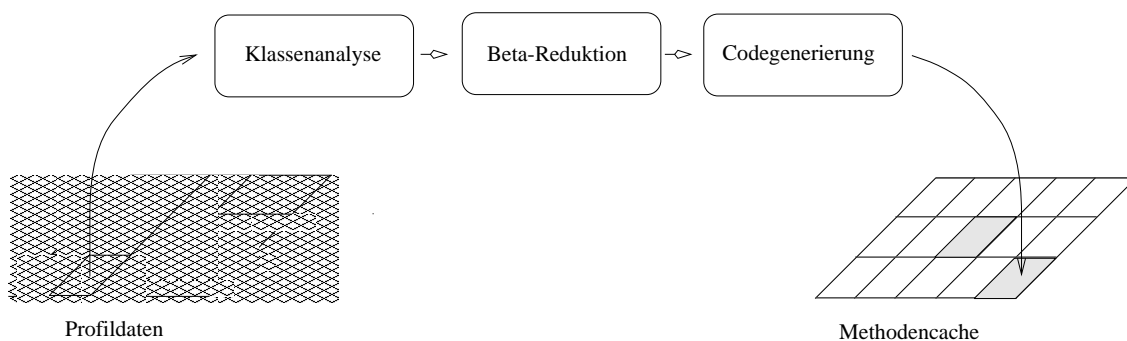 Klassenanalyse
Beta-Reduktion
Codegenerierung
Profildaten
Methodencache